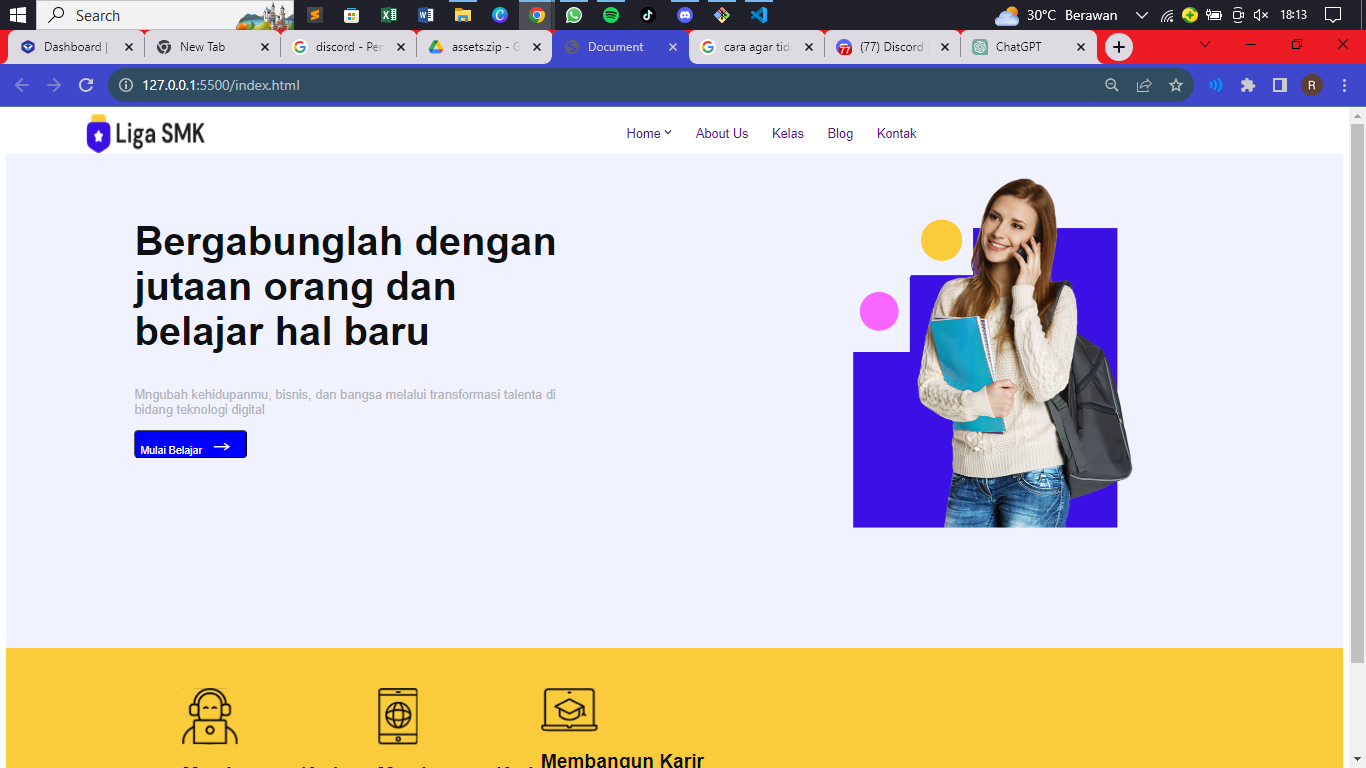 Search
30°C Berawan
18:13
Dashboard |
New Tab
discord - Pen
assets.zip - G
Document
cara agar tid
77
(77) Discord
ChatGPT
127.0.0.1:5500/index.html
R
Liga SMK
Home
About Us
Kelas
Blog
Kontak
Bergabunglah dengan
jutaan orang dan
belajar hal baru
Mngubah kehidupanmu, bisnis, dan bangsa melalui transformasi talenta di
bidang teknologi digital
Mulai Belajar
Membangun Karir